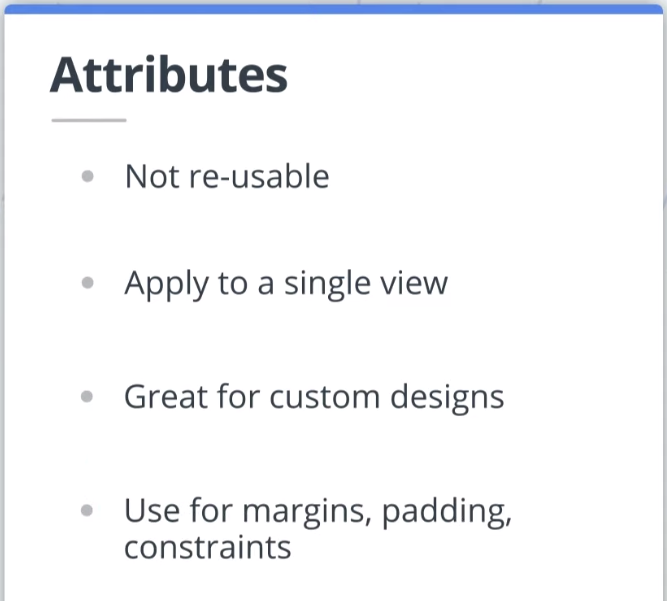 Attributes
Not re-usable
Apply to a single view
Great for custom designs
Use for margins, padding,
constraints